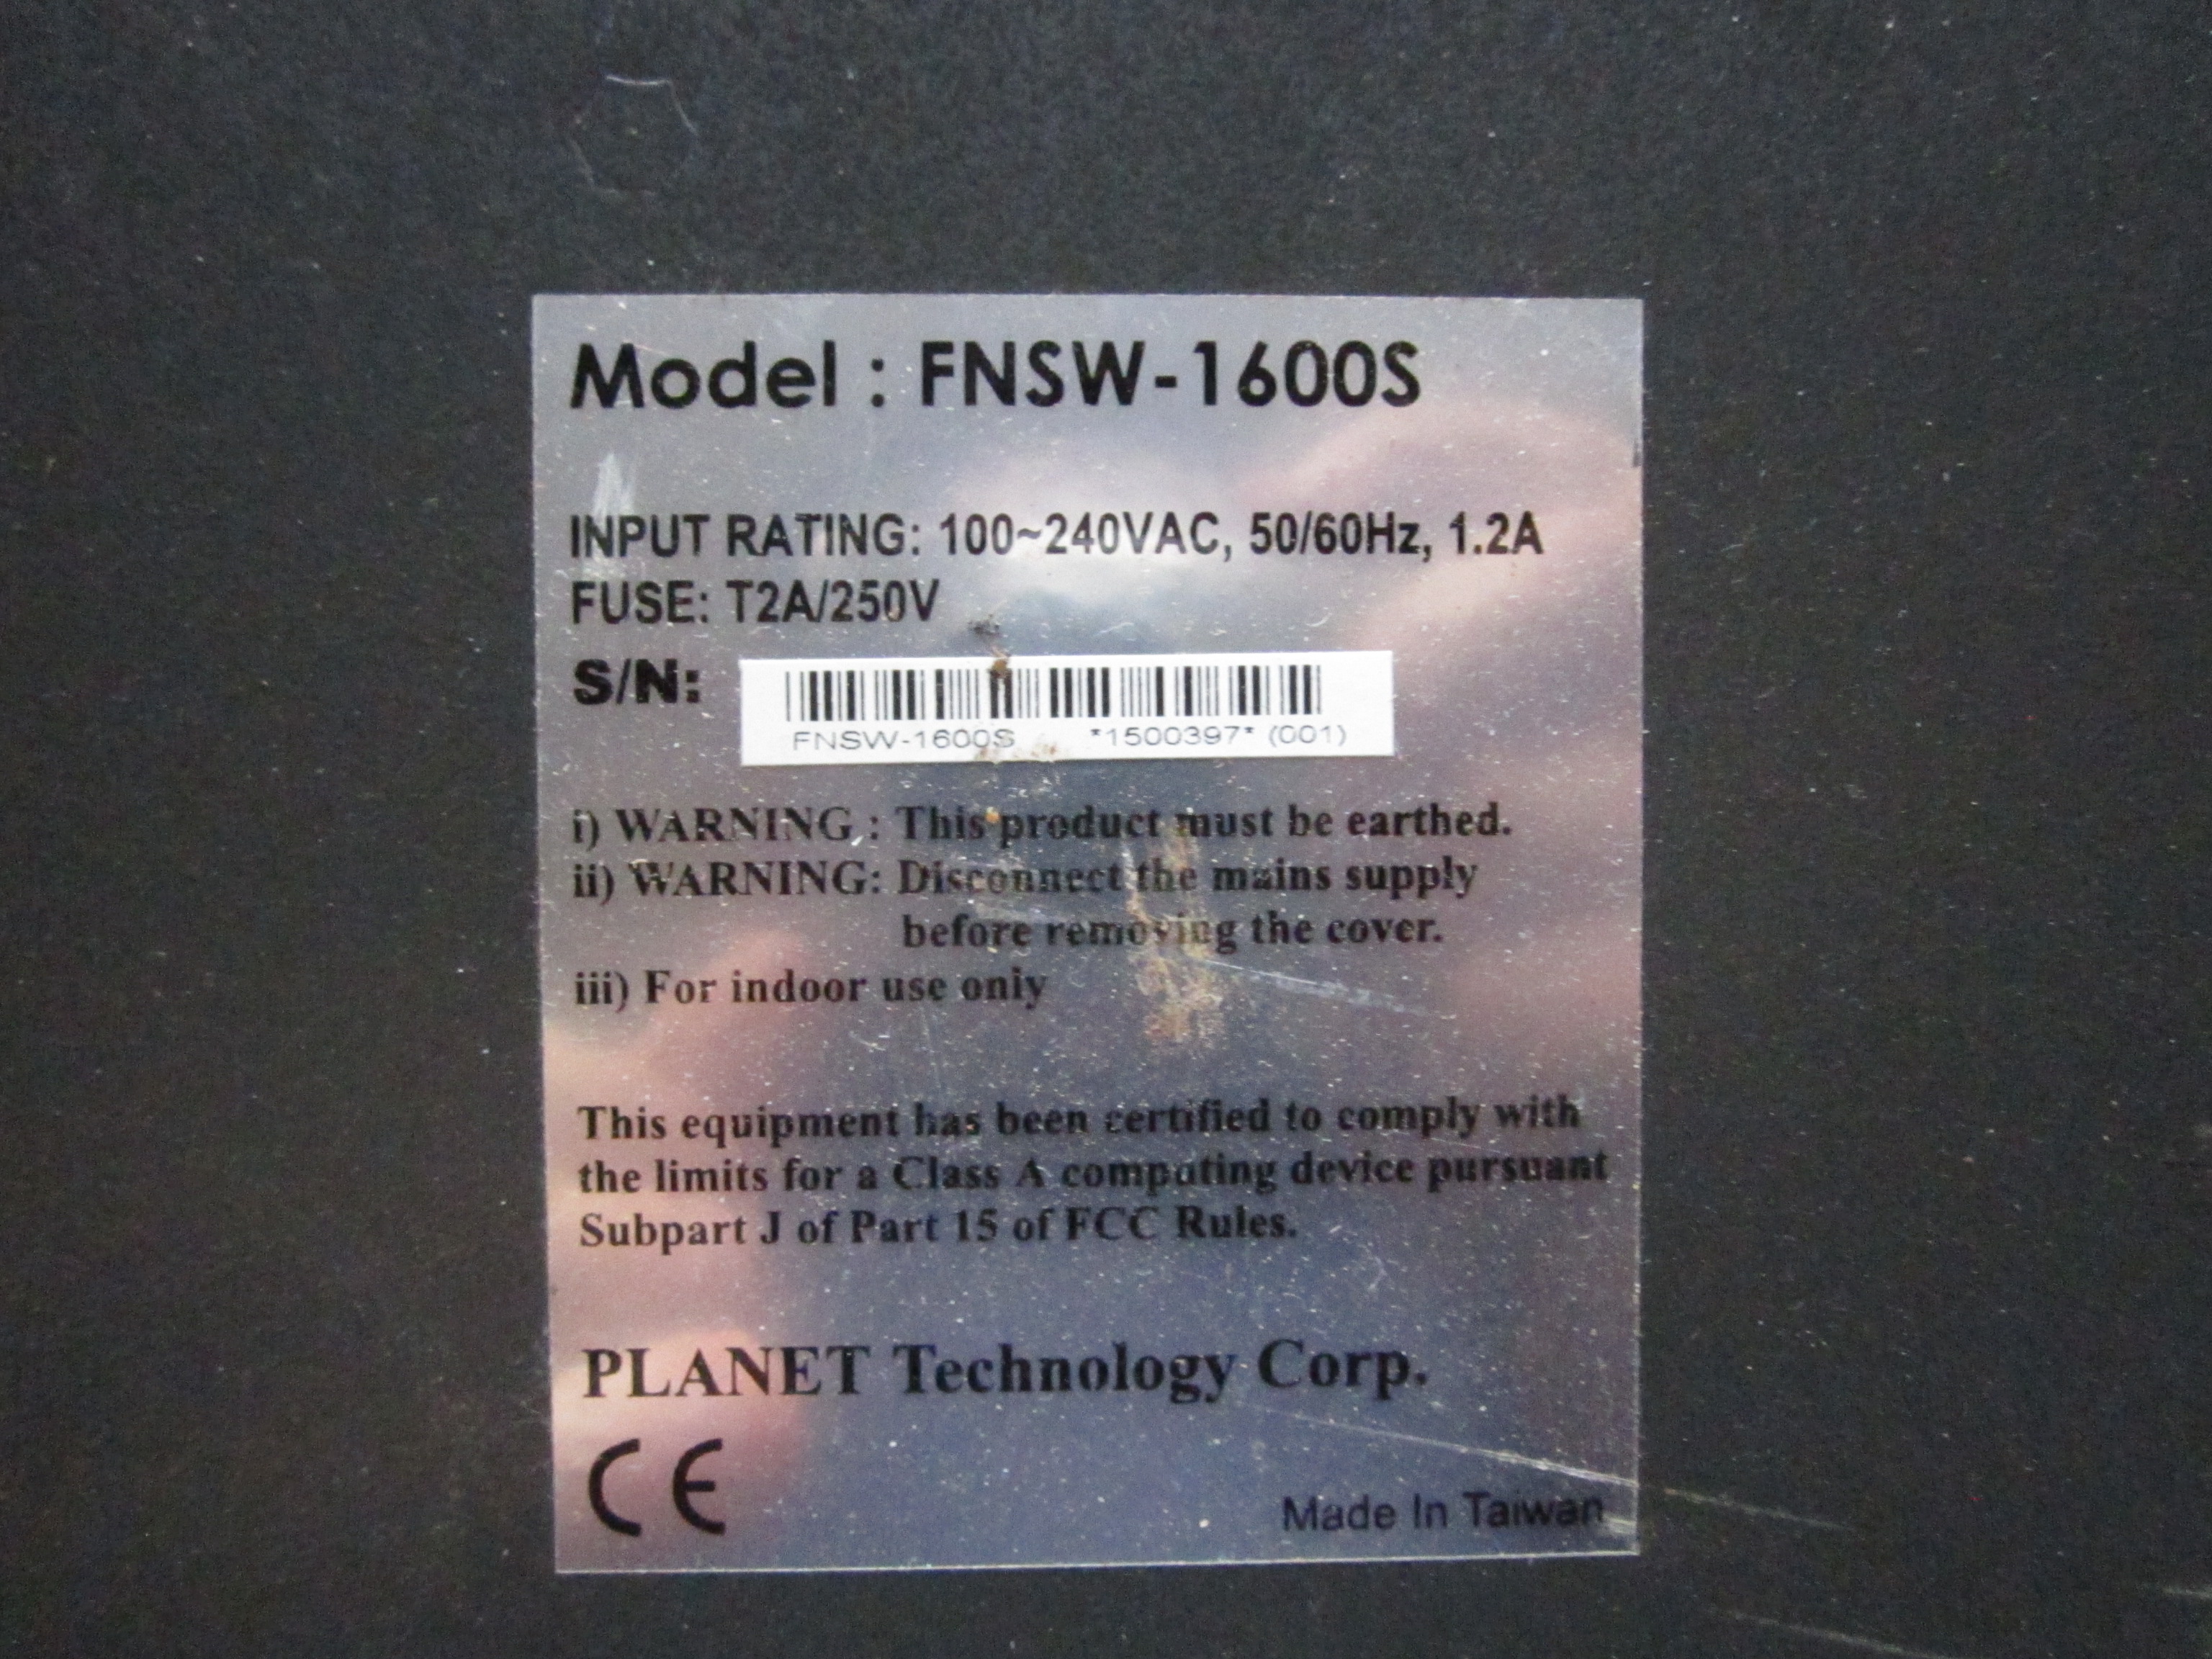 Model : FNSW-1600S
INPUT RATING: 100~240VAC, 50/60Hz, 1.2A
FUSE: T2A/250V
S/N:
FNSW-1600S *1500397* (001)
i) WARNING : This product must be earthed.
ii) WARNING: Disconnect the mains supply
before removing the cover.
iii) For indoor use only
This equipment has been certified to comply with
the limits for a Class A computing device pursuant
Subpart J of Part 15 of FCC Rules.
PLANET Technology Corp.
CE
Made In Taiwan